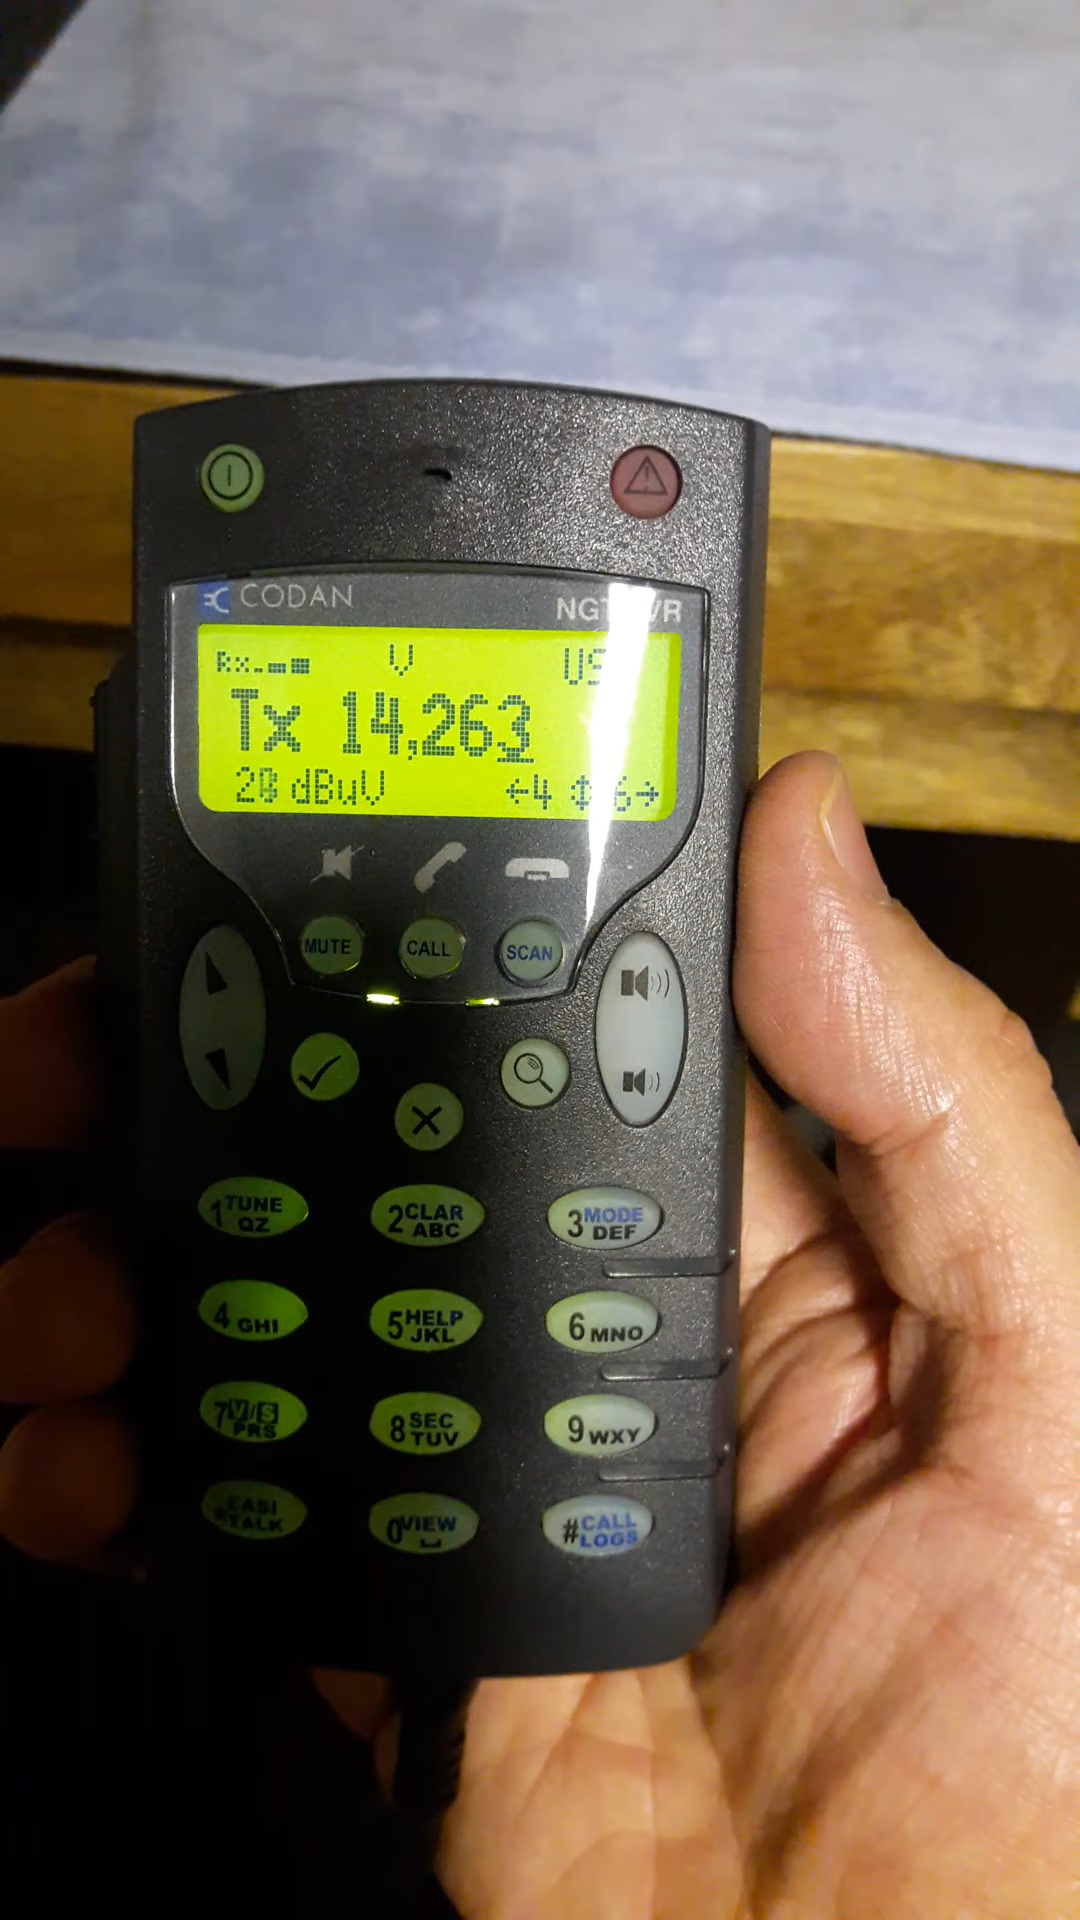 CODAN
Rx V
Tx 14,263
dBuV ←4 6→
MUTE CALL SCAN
1 TUNE QZ
2 CLAR ABC
3 MODE DEF
4 GHI
5 HELP JKL
6 MNO
7 V/S PRS
8 SEC TUV
9 WXY
* EASI TALK
0 VIEW
# CALL LOGS